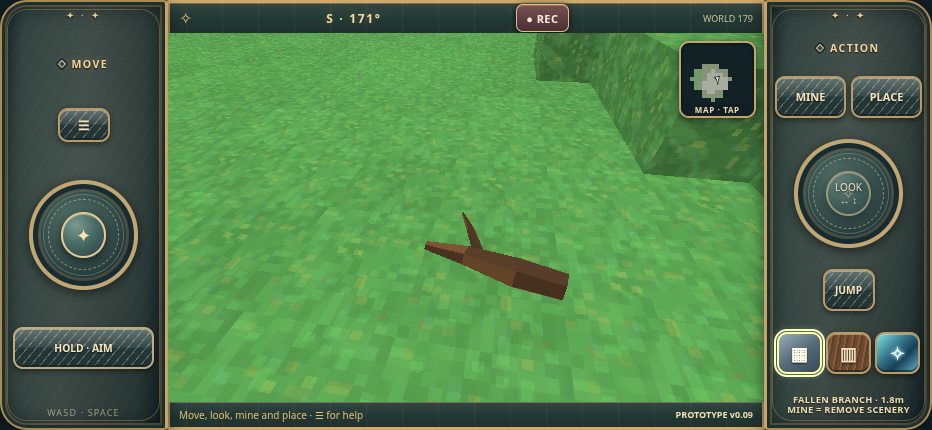 MOVE
☰
HOLD · AIM
WASD · SPACE
S · 171°
● REC
WORLD 179
MAP · TAP
Move, look, mine and place · ☰ for help
PROTOTYPE v0.09
ACTION
MINE
PLACE
LOOK
↔ ↕
JUMP
FALLEN BRANCH · 1.8m
MINE = REMOVE SCENERY